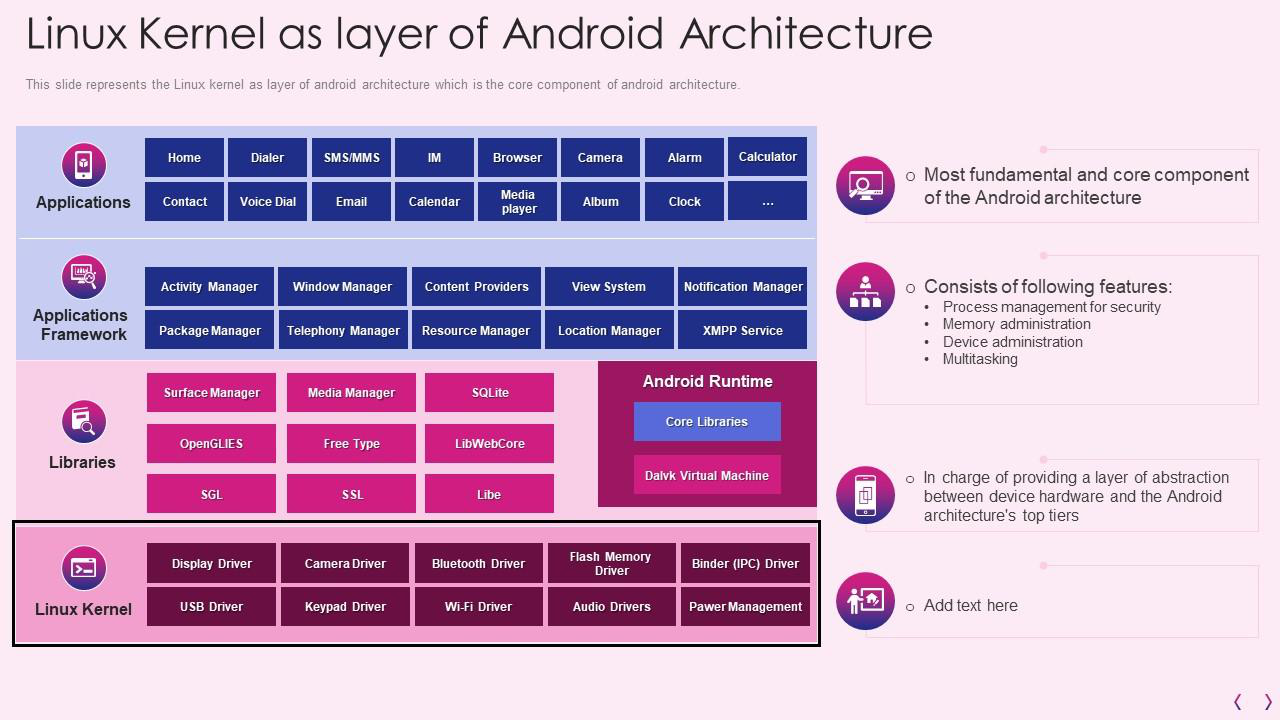 Linux Kernel as layer of Android Architecture
This slide represents the Linux kernel as layer of android architecture which is the core component of android architecture.
Applications
Home Dialer SMS/MMS IM Browser Camera Alarm Calculator
Contact Voice Dial Email Calendar Media player Album Clock ...
Applications
Framework
Activity Manager Window Manager Content Providers View System Notification Manager
Package Manager Telephony Manager Resource Manager Location Manager XMPP Service
Libraries
Surface Manager Media Manager SQLite
OpenGLIES Free Type LibWebCore
SGL SSL Libe
Android Runtime
Core Libraries
Dalvk Virtual Machine
Linux Kernel
Display Driver Camera Driver Bluetooth Driver Flash Memory Driver Binder (IPC) Driver
USB Driver Keypad Driver Wi-Fi Driver Audio Drivers Pawer Management
Most fundamental and core component
of the Android architecture
Consists of following features:
• Process management for security
• Memory administration
• Device administration
• Multitasking
In charge of providing a layer of abstraction
between device hardware and the Android
architecture's top tiers
Add text here